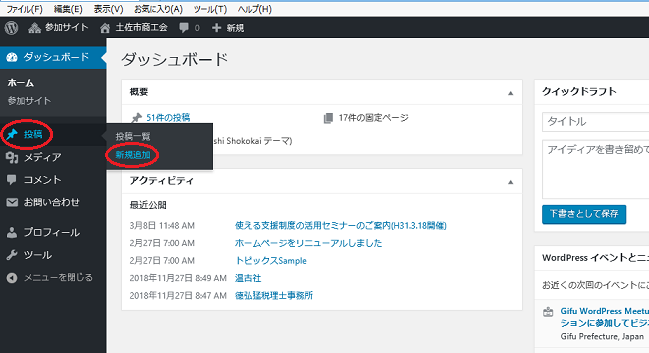 ファイル(F) 編集(E) 表示(V) お気に入り(A) ツール(T) ヘルプ(H)
参加サイト 土佐市商工会 0 + 新規
ダッシュボード
ホーム
参加サイト
投稿
投稿一覧
新規追加
メディア
コメント
お問い合わせ
プロフィール
ツール
メニューを閉じる
ダッシュボード
概要
51件の投稿 17件の固定ページ
shi Shokokai テーマ)
アクティビティ
最近公開
3月8日 11:48 AM 使える支援制度の活用セミナーのご案内(H31.3.18開催)
2月27日 7:00 AM ホームページをリニューアルしました
2月27日 7:00 AM トピックスSample
2018年11月27日 8:49 AM 温古社
2018年11月27日 8:47 AM 徳弘猛税理士事務所
クイックドラフト
タイトル
アイディアを書き留めて
下書きとして保存
WordPress イベントとニュ
お近くの次回のイベントに
Gifu WordPress Meetu
ションに参加してビジネ
Gifu Prefecture, Japan